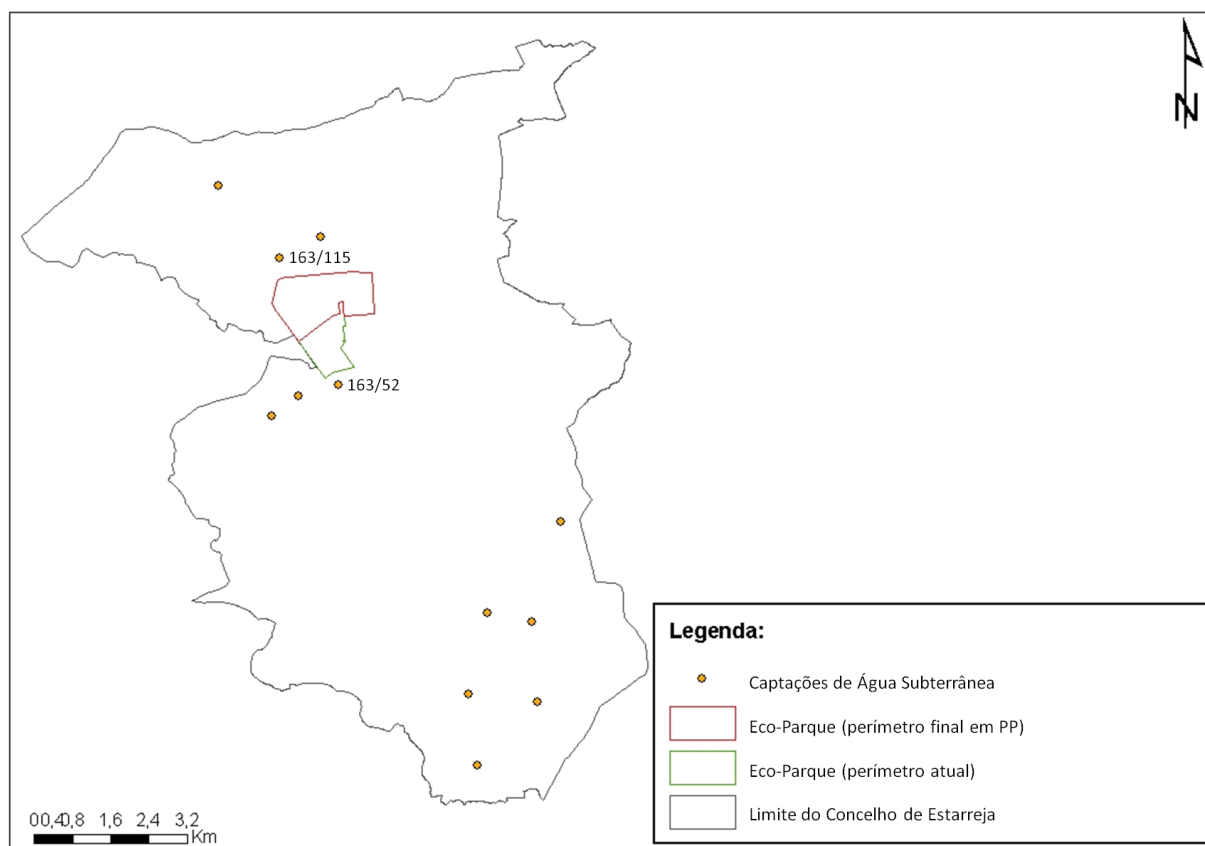 N
163/115
163/52
Legenda:
Captações de Água Subterrânea
Eco-Parque (perímetro final em PP)
Eco-Parque (perímetro atual)
Limite do Concelho de Estarreja
00,40,8 1,6 2,4 3,2
Km